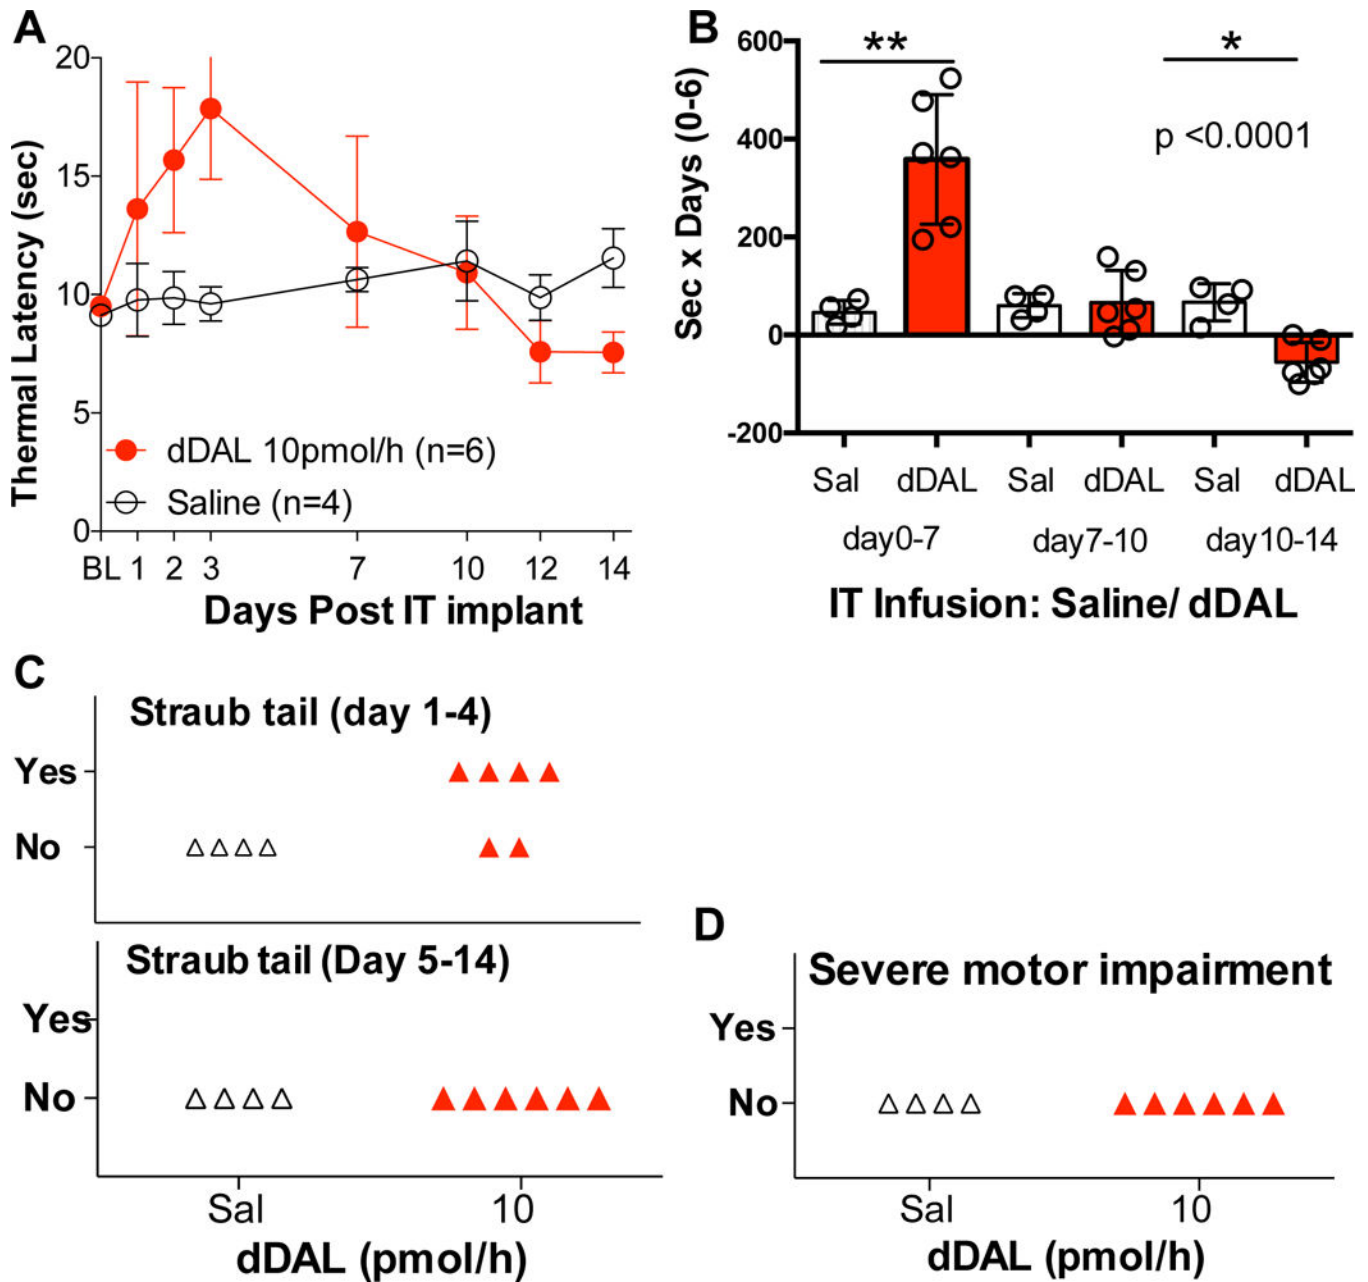 A
Thermal Latency (sec)
20
15
10
5
0
dDAL 10pmol/h (n=6)
Saline (n=4)
BL 1 2 3 7 10 12 14
Days Post IT implant
B
Sec x Days (0-6)
600
400
200
0
-200
**
*
p <0.0001
Sal dDAL Sal dDAL Sal dDAL
day0-7 day7-10 day10-14
IT Infusion: Saline/ dDAL
C
Straub tail (day 1-4)
Yes
No
Straub tail (Day 5-14)
Yes
No
Sal 10
dDAL (pmol/h)
D
Severe motor impairment
Yes
No
Sal 10
dDAL (pmol/h)